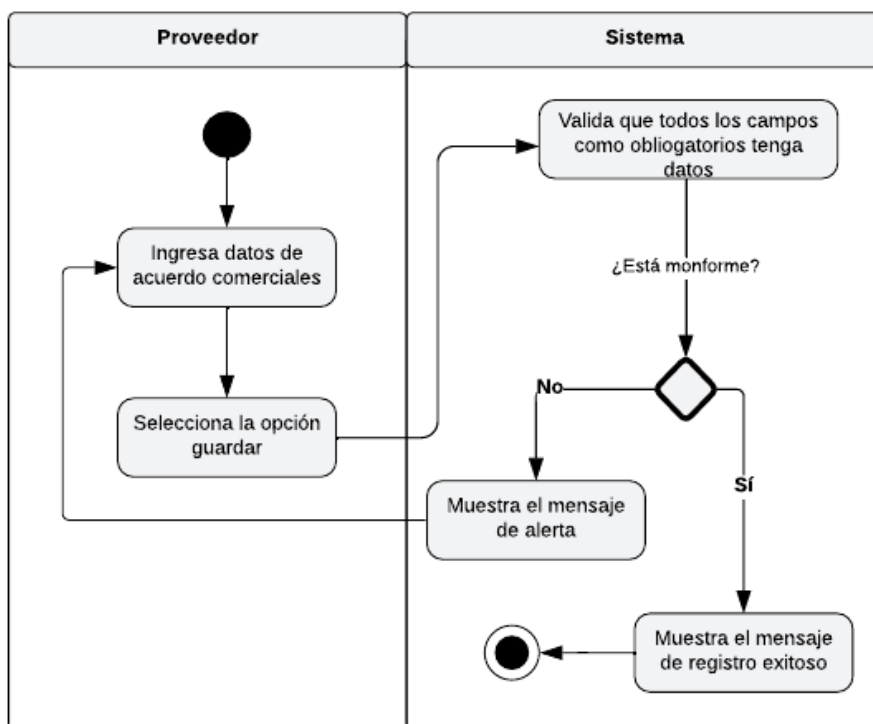 Proveedor
Sistema
Valida que todos los campos
como obliogatorios tenga
datos
Ingresa datos de
acuerdo comerciales
¿Está monforme?
Selecciona la opción
guardar
No
Sí
Muestra el mensaje
de alerta
Muestra el mensaje
de registro exitoso